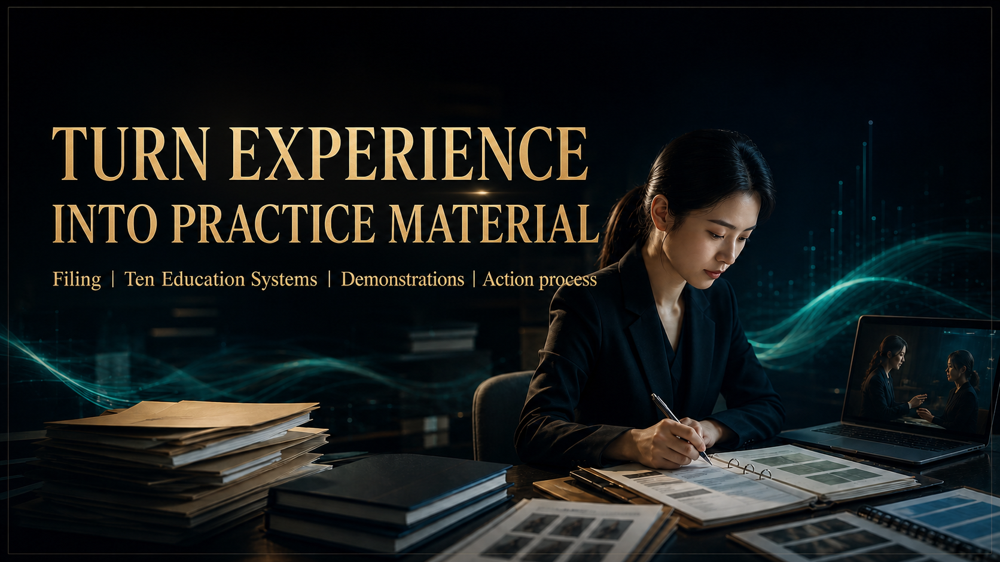 TURN EXPERIENCE
INTO PRACTICE MATERIAL
Filing | Ten Education Systems | Demonstrations | Action process